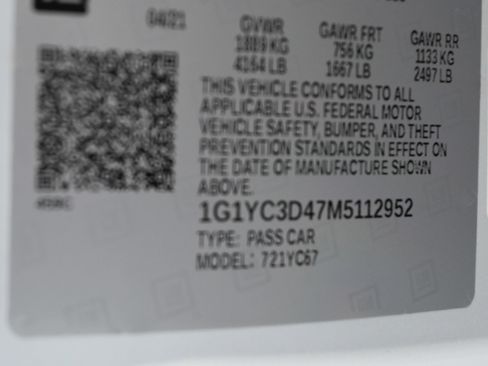 04/21
GVWR GAWR FRT GAWR RR
1889 KG 756 KG 1133 KG
4164 LB 1667 LB 2497 LB
THIS VEHICLE CONFORMS TO ALL
APPLICABLE U.S. FEDERAL MOTOR
VEHICLE SAFETY, BUMPER, AND THEFT
PREVENTION STANDARDS IN EFFECT ON
THE DATE OF MANUFACTURE SHOWN
ABOVE.
1G1YC3D47M5112952
TYPE: PASS CAR
MODEL: 721YC67